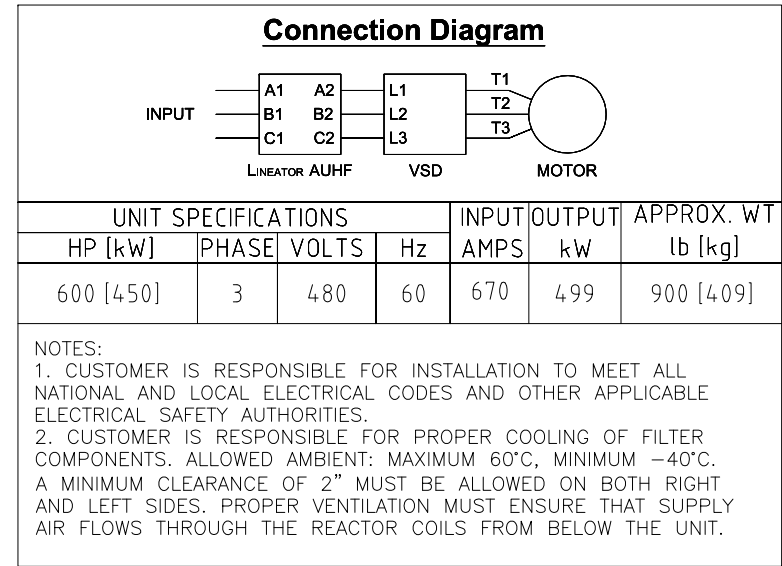 Connection Diagram
INPUT
A1 A2
B1 B2
C1 C2
L1
L2
L3
T1
T2
T3
LINEATOR AUHF
VSD
MOTOR
UNIT SPECIFICATIONS INPUT OUTPUT APPROX. WT
HP [kW] PHASE VOLTS Hz AMPS kW lb [kg]
600 [450] 3 480 60 670 499 900 [409]
NOTES:
1. CUSTOMER IS RESPONSIBLE FOR INSTALLATION TO MEET ALL
NATIONAL AND LOCAL ELECTRICAL CODES AND OTHER APPLICABLE
ELECTRICAL SAFETY AUTHORITIES.
2. CUSTOMER IS RESPONSIBLE FOR PROPER COOLING OF FILTER
COMPONENTS. ALLOWED AMBIENT: MAXIMUM 60°C, MINIMUM −40°C.
A MINIMUM CLEARANCE OF 2” MUST BE ALLOWED ON BOTH RIGHT
AND LEFT SIDES. PROPER VENTILATION MUST ENSURE THAT SUPPLY
AIR FLOWS THROUGH THE REACTOR COILS FROM BELOW THE UNIT.